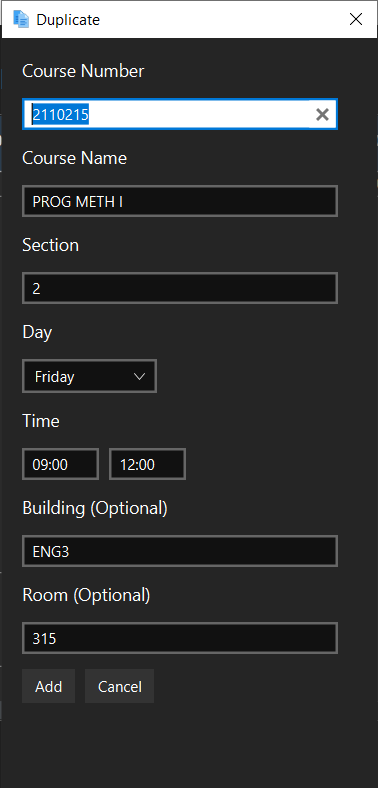 Duplicate
Course Number
2110215
Course Name
PROG METH I
Section
2
Day
Friday
Time
09:00 12:00
Building (Optional)
ENG3
Room (Optional)
315
Add Cancel